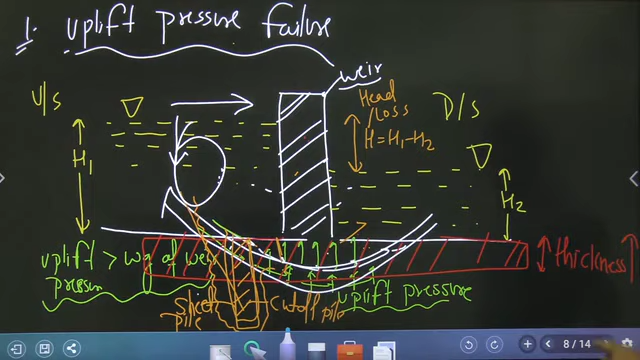 1. uplift pressure failure
weir
U/S
Head
Loss
H=H1-H2
D/S
H1
H2
uplift > wg of weir
pressure
thickness
uplift pressure
sheet
pile
cutoff pile
8 / 14